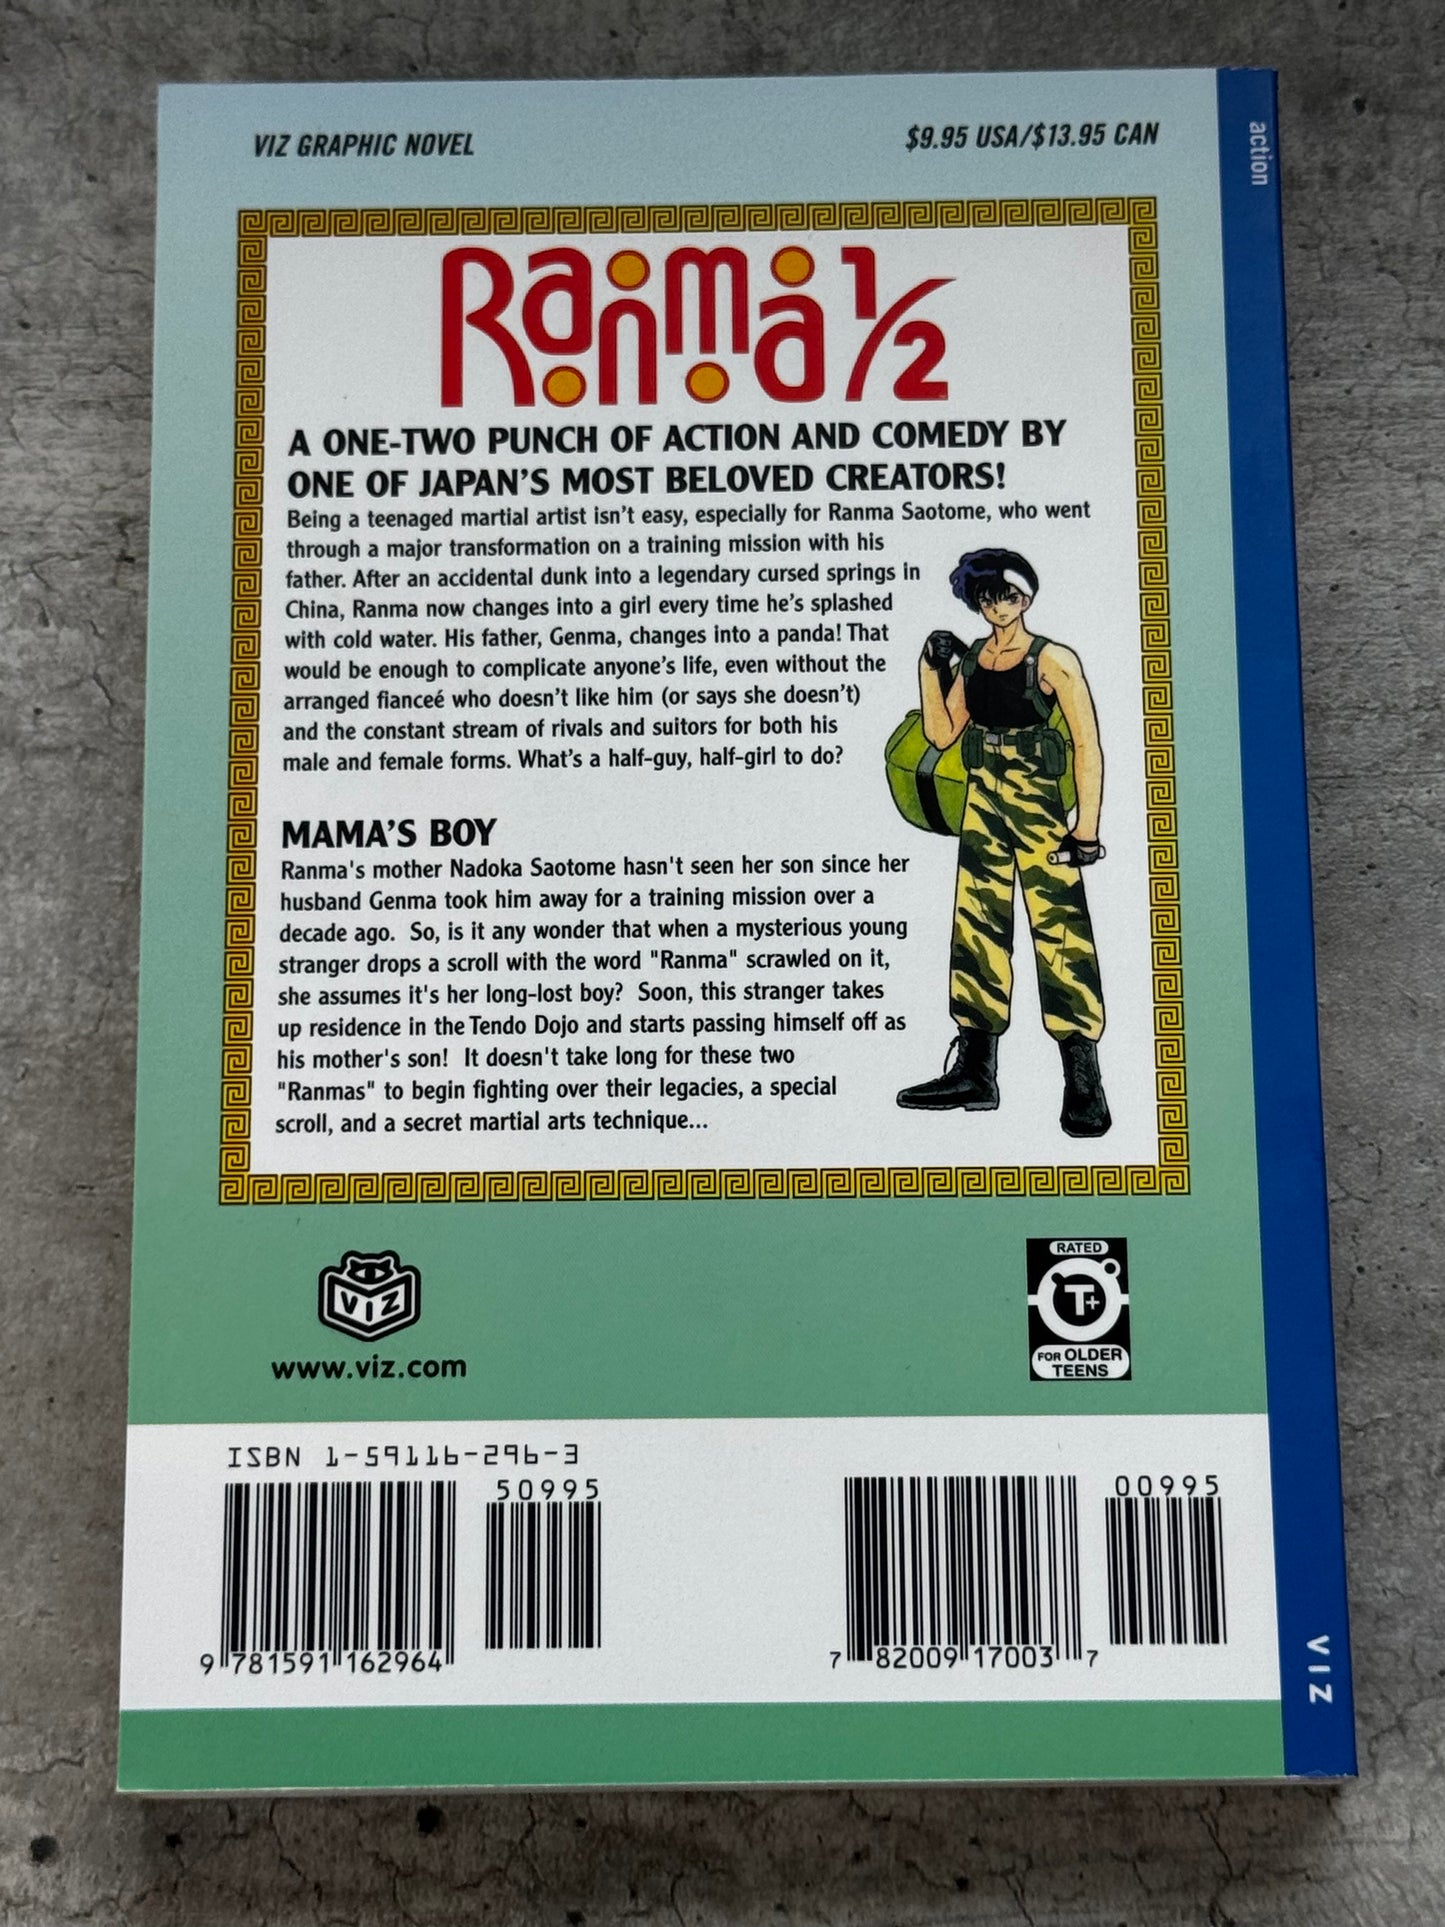 VIZ GRAPHIC NOVEL
$9.95 USA/$13.95 CAN
action
Ranma 1/2
A ONE-TWO PUNCH OF ACTION AND COMEDY BY
ONE OF JAPAN'S MOST BELOVED CREATORS!
Being a teenaged martial artist isn't easy, especially for Ranma Saotome, who went
through a major transformation on a training mission with his
father. After an accidental dunk into a legendary cursed springs in
China, Ranma now changes into a girl every time he's splashed
with cold water. His father, Genma, changes into a panda! That
would be enough to complicate anyone's life, even without the
arranged fianceé who doesn't like him (or says she doesn't)
and the constant stream of rivals and suitors for both his
male and female forms. What's a half-guy, half-girl to do?
MAMA'S BOY
Ranma's mother Nadoka Saotome hasn't seen her son since her
husband Genma took him away for a training mission over a
decade ago. So, is it any wonder that when a mysterious young
stranger drops a scroll with the word "Ranma" scrawled on it,
she assumes it's her long-lost boy? Soon, this stranger takes
up residence in the Tendo Dojo and starts passing himself off as
his mother's son! It doesn't take long for these two
"Ranmas" to begin fighting over their legacies, a special
scroll, and a secret martial arts technique...
VIZ
www.viz.com
RATED
T+
FOR OLDER
TEENS
ISBN 1-59116-296-3
50995
00995
9 781591 162964
7 82009 17003 7
VIZ